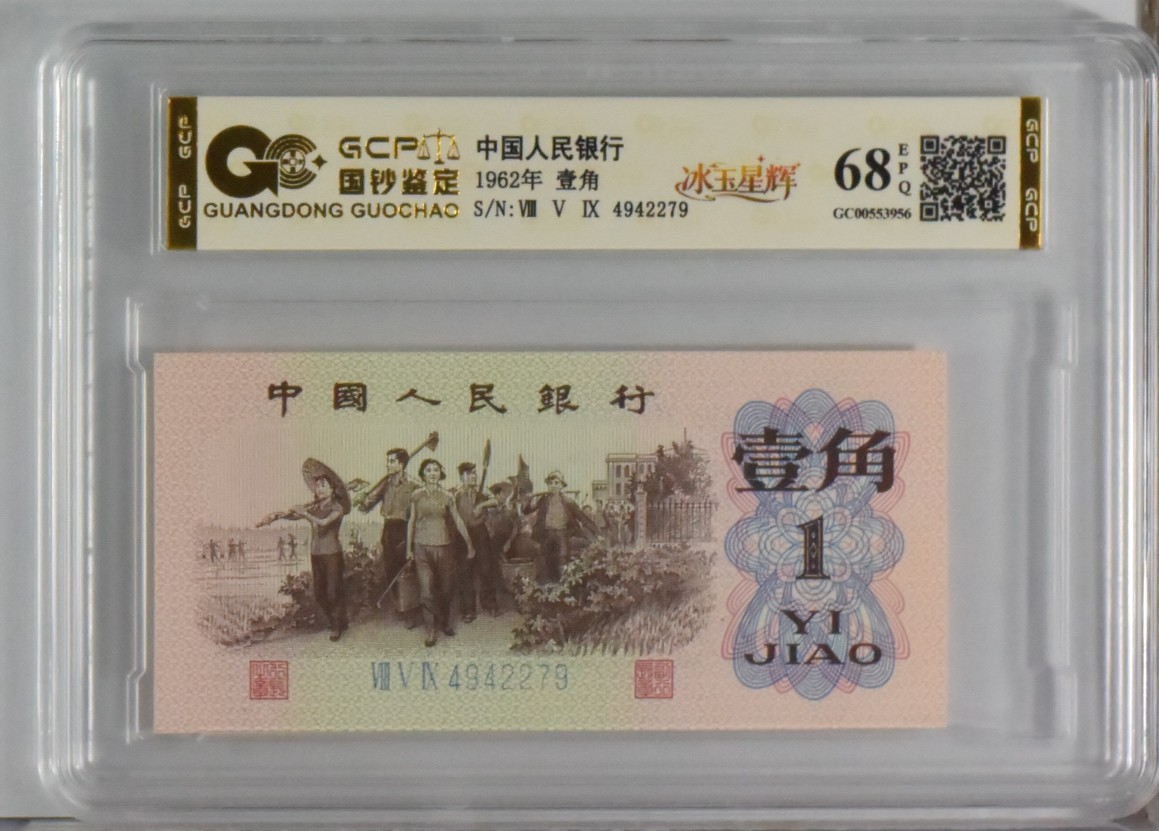 GCP
GCP
GCP 国钞鉴定
GUANGDONG GUOCHAO
中国人民银行
1962年 壹角
S/N:Ⅷ Ⅴ Ⅸ 4942279
冰玉星辉
68 EPQ
GC00553956
GCP
GCP
中國人民銀行
壹角
1
YI
JIAO
Ⅷ Ⅴ Ⅸ 4942279